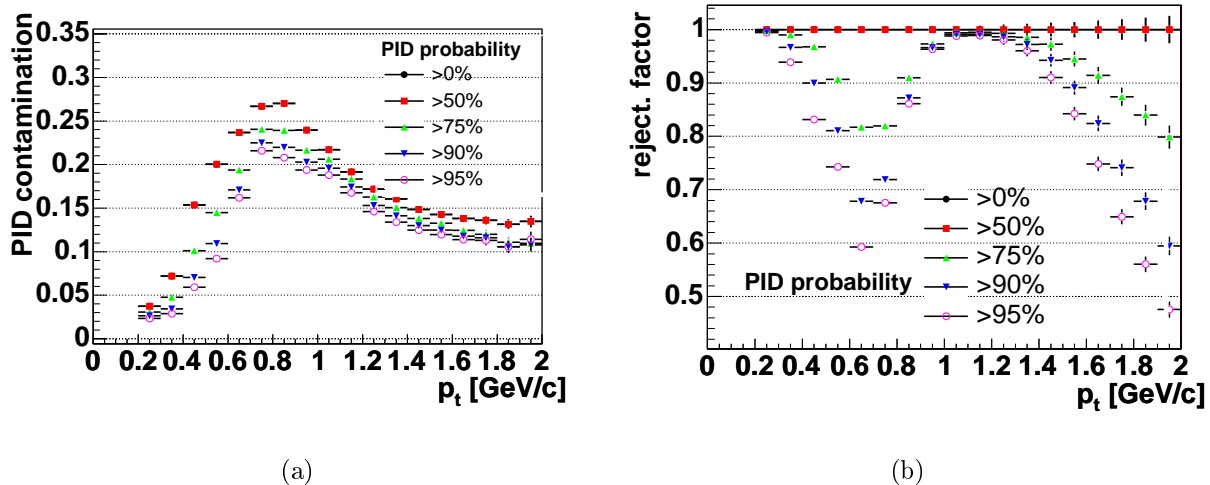 PID contamination
0.35
0.3
0.25
0.2
0.15
0.1
0.05
0
PID probability
>0%
>50%
>75%
>90%
>95%
0 0.2 0.4 0.6 0.8 1 1.2 1.4 1.6 1.8 2
p_t [GeV/c]
(a)
reject. factor
1
0.9
0.8
0.7
0.6
0.5
>0%
>50%
>75%
>90%
>95%
PID probability
0 0.2 0.4 0.6 0.8 1 1.2 1.4 1.6 1.8 2
p_t [GeV/c]
(b)